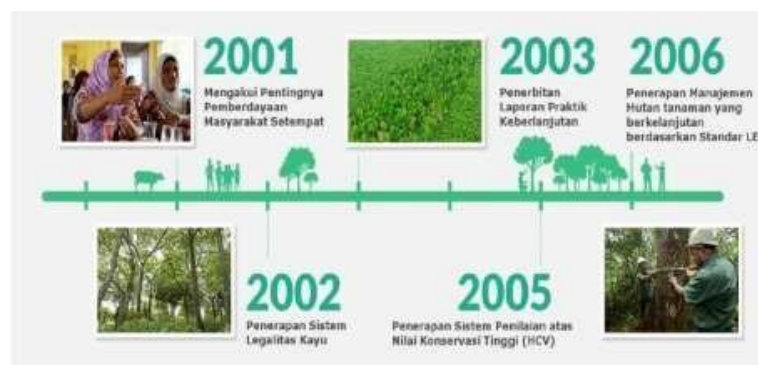 2001
Mengakui Pentingnya
Pemberdayaan
Masyarakat Setempat
2003
Penerbitan
Laporan Praktik
Keberlanjutan
2006
Penerapan Manajemen
Hutan tanaman yang
berkelanjutan
berdasarkan Standar LE
2002
Penerapan Sistem
Legalitas Kayu
2005
Penerapan Sistem Penilaian atas
Nilai Konservasi Tinggi (HCV)